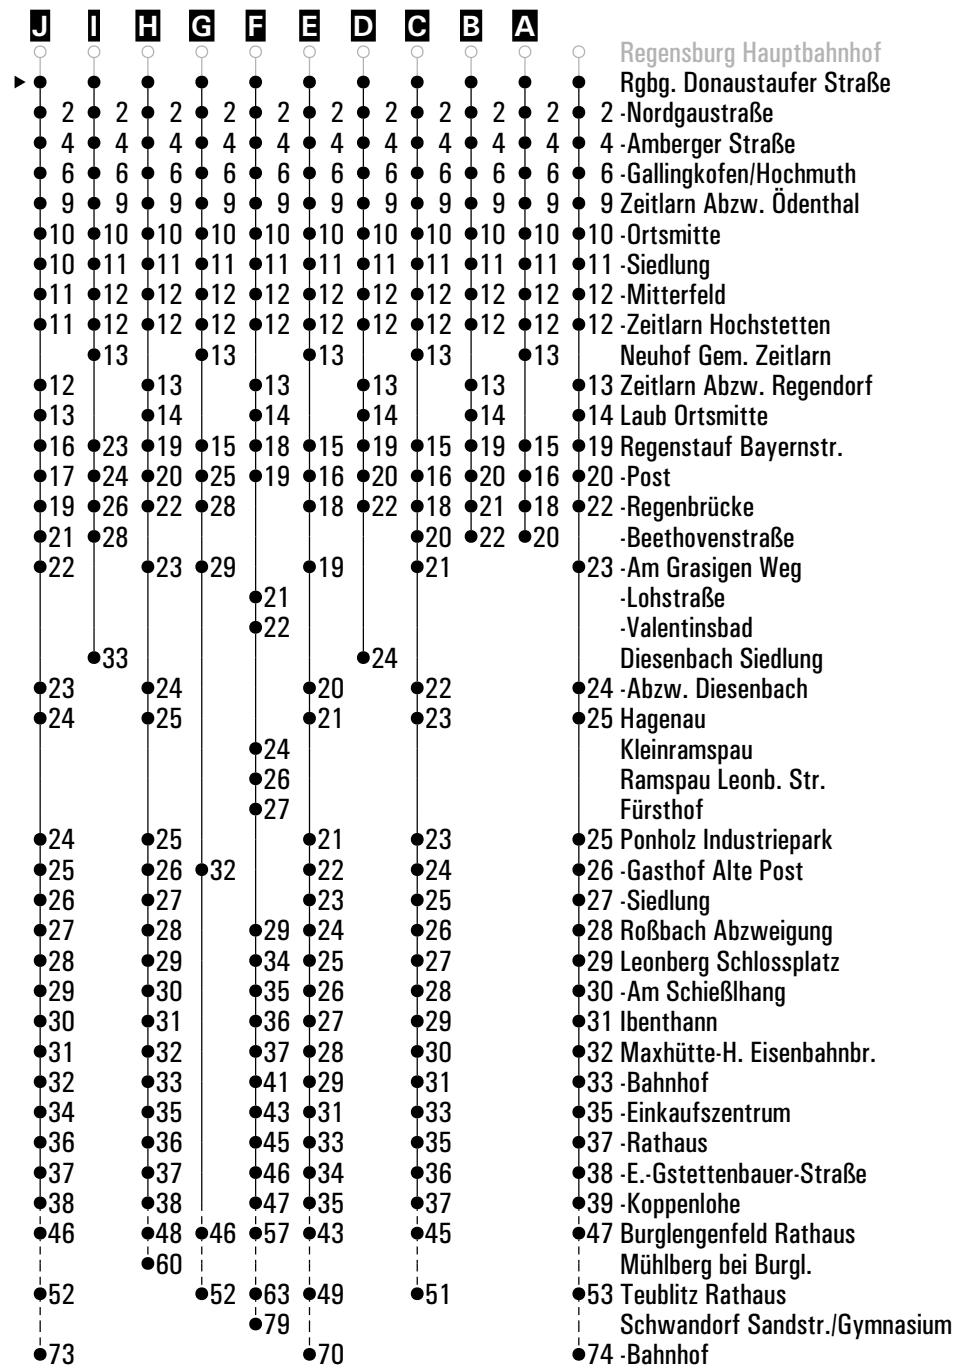 J I H G F E D C B A
Regensburg Hauptbahnhof
Rgbg. Donaustaufer Straße
2 2 2 2 2 2 2 2 2 2 2 -Nordgaustraße
4 4 4 4 4 4 4 4 4 4 4 -Amberger Straße
6 6 6 6 6 6 6 6 6 6 6 -Gallingkofen/Hochmuth
9 9 9 9 9 9 9 9 9 9 9 Zeitlarn Abzw. Ödenthal
10 10 10 10 10 10 10 10 10 10 10 -Ortsmitte
10 11 11 11 11 11 11 11 11 11 11 -Siedlung
11 12 12 12 12 12 12 12 12 12 12 -Mitterfeld
11 12 12 12 12 12 12 12 12 12 12 -Zeitlarn Hochstetten
13 13 13 13 13 Neuhof Gem. Zeitlarn
12 13 13 13 13 13 Zeitlarn Abzw. Regendorf
13 14 14 14 14 14 Laub Ortsmitte
16 23 19 15 18 15 19 15 19 15 19 Regenstauf Bayernstr.
17 24 20 25 19 16 20 16 20 16 20 -Post
19 26 22 28 18 22 18 21 18 22 -Regenbrücke
21 28 20 22 20 -Beethovenstraße
22 23 29 19 21 23 -Am Grasigen Weg
21 -Lohstraße
22 -Valentinsbad
33 24 Diesenbach Siedlung
23 24 20 22 24 -Abzw. Diesenbach
24 25 21 23 25 Hagenau
24 Kleinramspau
26 Ramspau Leonb. Str.
27 Fürsthof
24 25 21 23 25 Ponholz Industriepark
25 26 32 22 24 26 -Gasthof Alte Post
26 27 23 25 27 -Siedlung
27 28 29 24 26 28 Roßbach Abzweigung
28 29 34 25 27 29 Leonberg Schlossplatz
29 30 35 26 28 30 -Am Schießlhang
30 31 36 27 29 31 Ibenthann
31 32 37 28 30 32 Maxhütte-H. Eisenbahnbr.
32 33 41 29 31 33 -Bahnhof
34 35 43 31 33 35 -Einkaufszentrum
36 36 45 33 35 37 -Rathaus
37 37 46 34 36 38 -E.-Gstettenbauer-Straße
38 38 47 35 37 39 -Koppenlohe
46 48 46 57 43 45 47 Burglengenfeld Rathaus
60 Mühlberg bei Burgl.
52 52 63 49 51 53 Teublitz Rathaus
79 Schwandorf Sandstr./Gymnasium
73 70 74 -Bahnhof